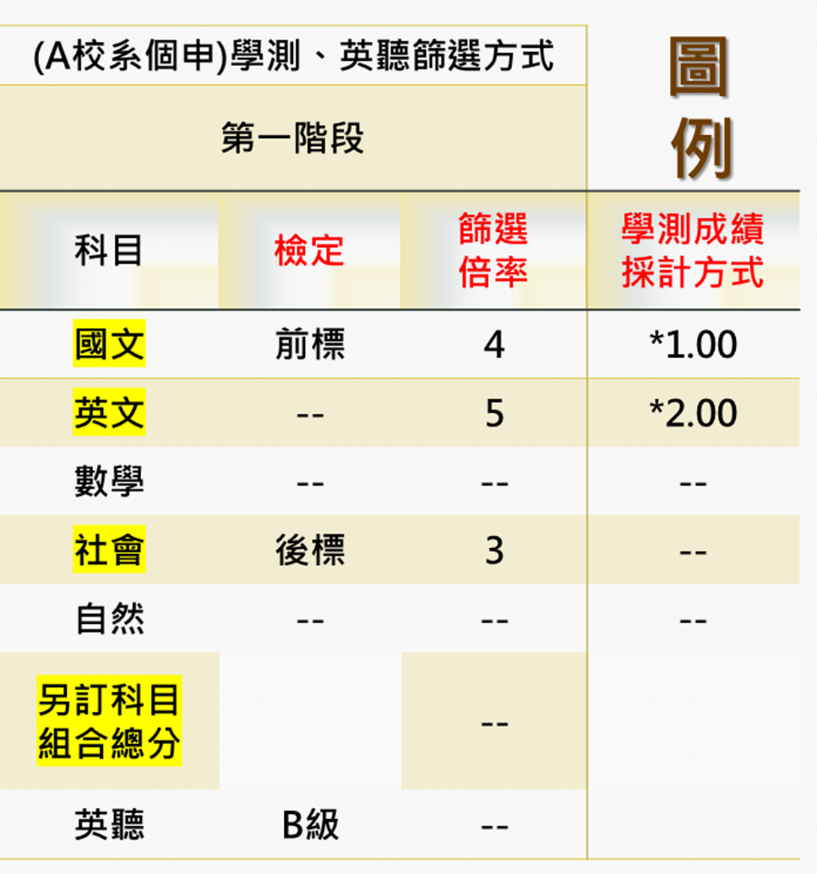 (A校系個申)學測、英聽篩選方式
圖
例
第一階段
科目 檢定 篩選倍率 學測成績採計方式
國文 前標 4 *1.00
英文 -- 5 *2.00
數學 -- -- --
社會 後標 3 --
自然 -- -- --
另訂科目
組合總分 --
英聽 B級 --